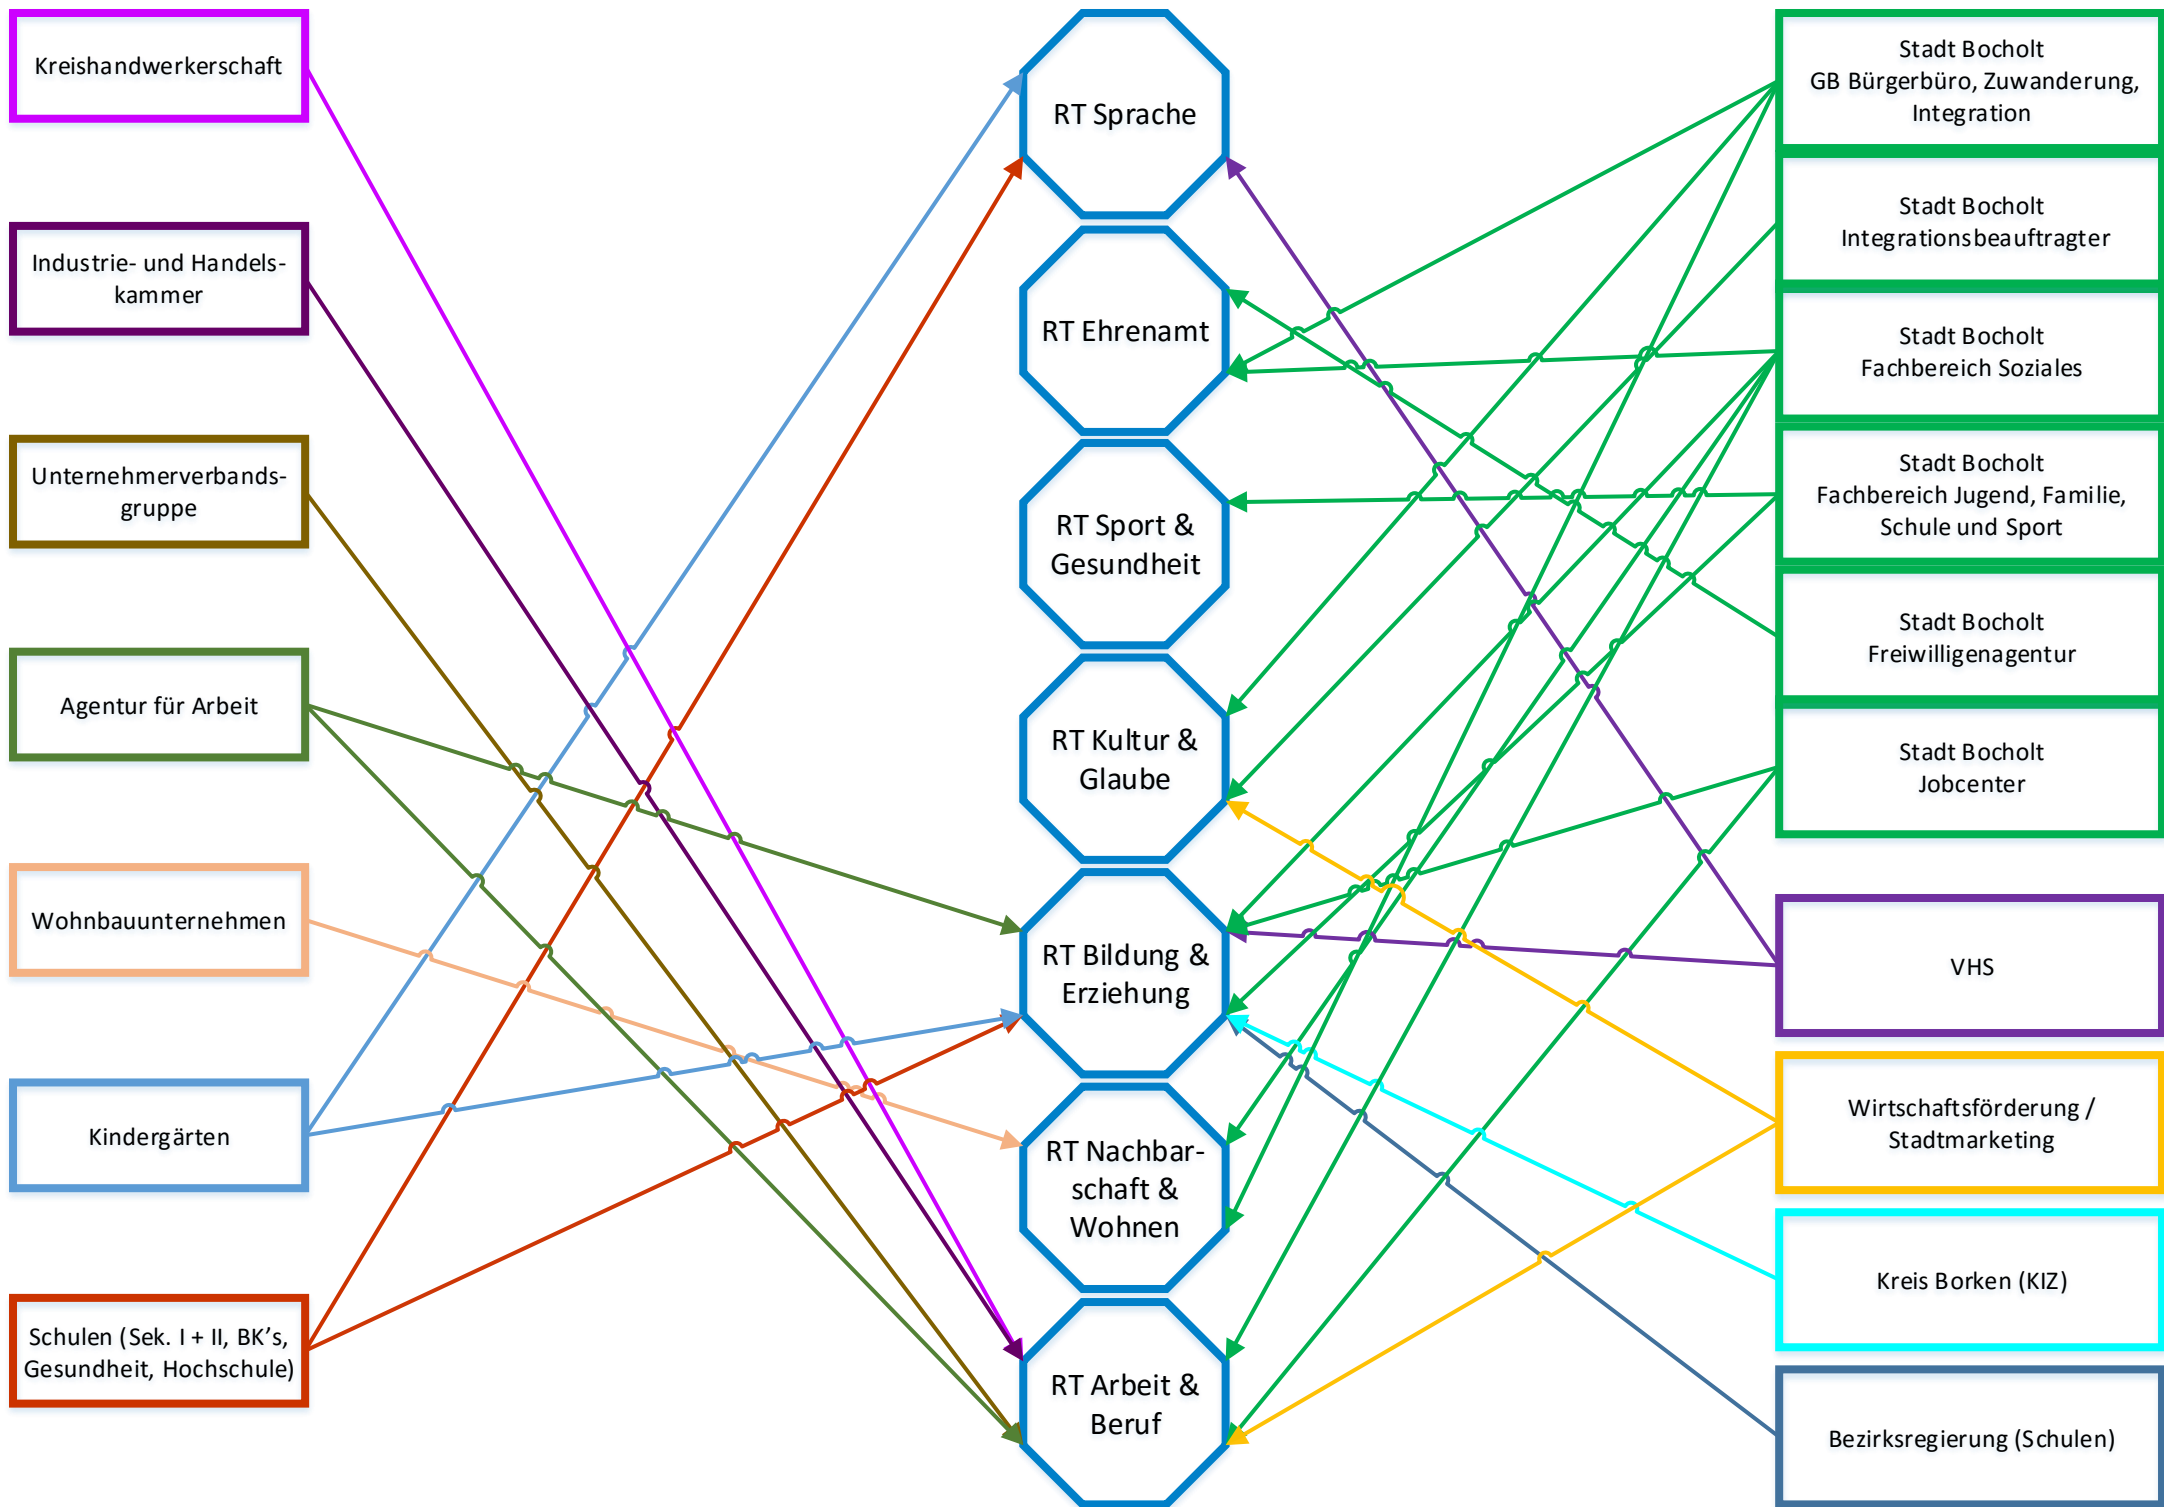 Kreishandwerkerschaft
Industrie- und Handels-
kammer
Unternehmerverbands-
gruppe
Agentur für Arbeit
Wohnbauunternehmen
Kindergärten
Schulen (Sek. I + II, BK’s,
Gesundheit, Hochschule)
RT Sprache
RT Ehrenamt
RT Sport &
Gesundheit
RT Kultur &
Glaube
RT Bildung &
Erziehung
RT Nachbar-
schaft &
Wohnen
RT Arbeit &
Beruf
Stadt Bocholt
GB Bürgerbüro, Zuwanderung,
Integration
Stadt Bocholt
Integrationsbeauftragter
Stadt Bocholt
Fachbereich Soziales
Stadt Bocholt
Fachbereich Jugend, Familie,
Schule und Sport
Stadt Bocholt
Freiwilligenagentur
Stadt Bocholt
Jobcenter
VHS
Wirtschaftsförderung /
Stadtmarketing
Kreis Borken (KIZ)
Bezirksregierung (Schulen)